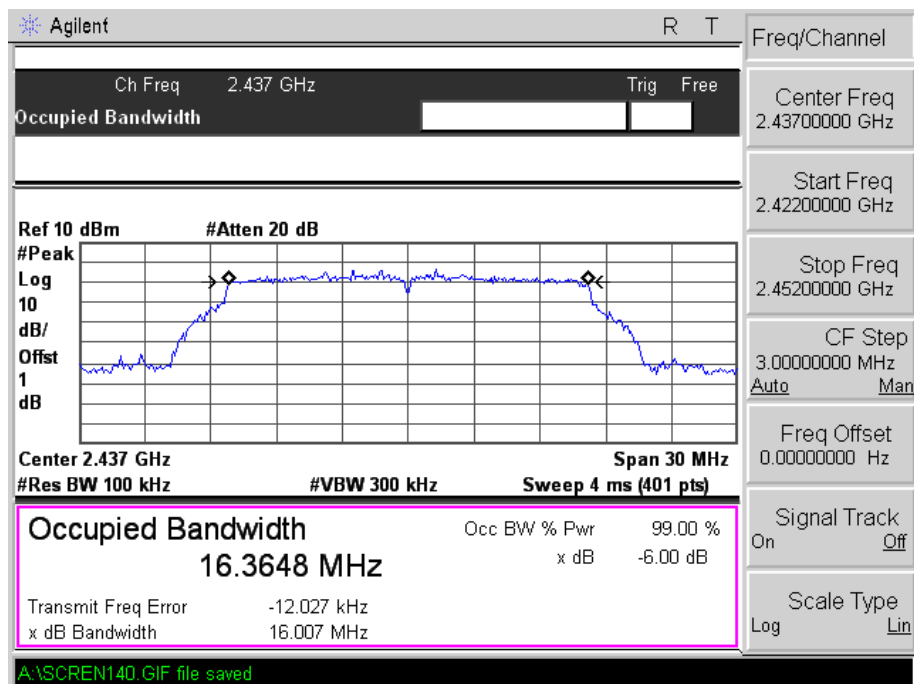 Agilent R T
Ch Freq 2.437 GHz Trig Free
Occupied Bandwidth
Ref 10 dBm #Atten 20 dB
#Peak
Log
10
dB/
Offst
1
dB
Center 2.437 GHz Span 30 MHz
#Res BW 100 kHz #VBW 300 kHz Sweep 4 ms (401 pts)
Occupied Bandwidth
16.3648 MHz
Occ BW % Pwr 99.00 %
x dB -6.00 dB
Transmit Freq Error -12.027 kHz
x dB Bandwidth 16.007 MHz
A:\SCREN140.GIF file saved
Freq/Channel
Center Freq
2.43700000 GHz
Start Freq
2.42200000 GHz
Stop Freq
2.45200000 GHz
CF Step
3.00000000 MHz
Auto Man
Freq Offset
0.00000000 Hz
Signal Track
On Off
Scale Type
Log Lin